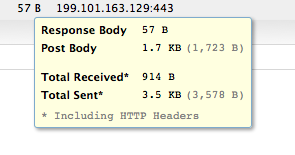 57 B 199.101.163.129:443
Response Body 57 B
Post Body 1.7 KB (1,723 B)
Total Received* 914 B
Total Sent* 3.5 KB (3,578 B)
* Including HTTP Headers